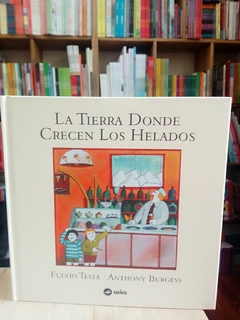 LA TIERRA DONDE
CRECEN LOS HELADOS
FULVIO TESTA · ANTHONY BURGESS